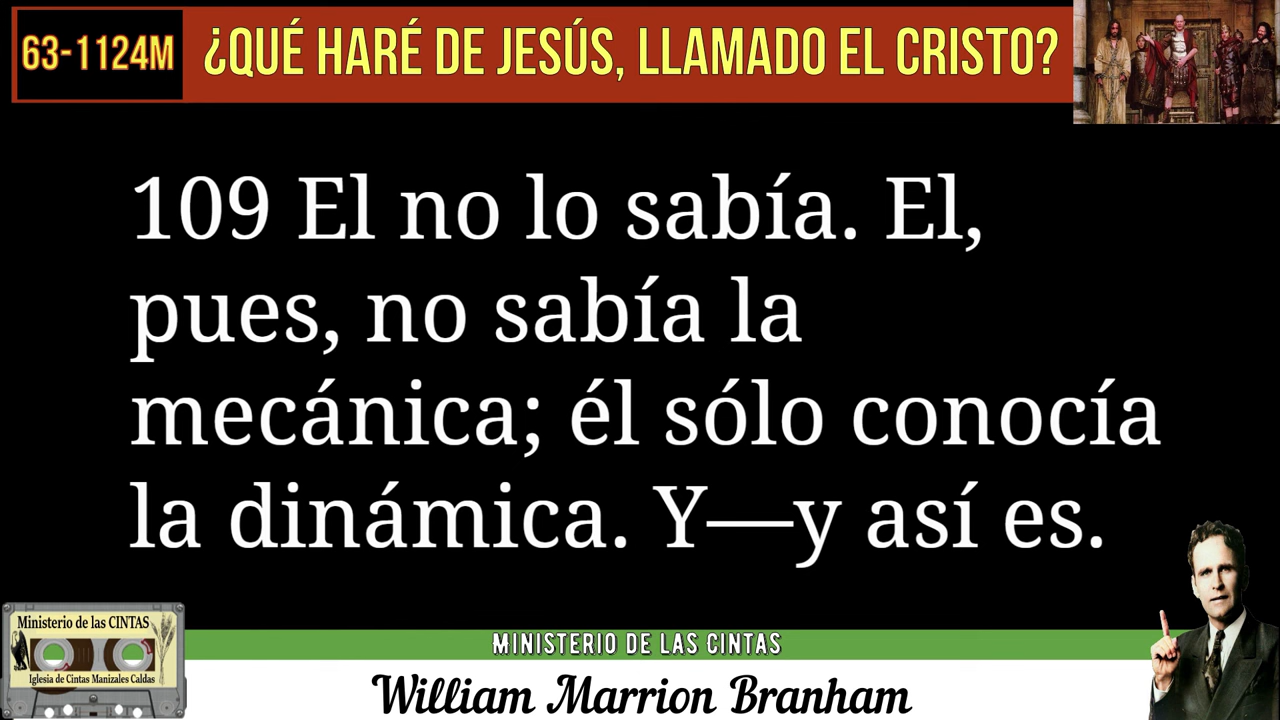 63-1124M
¿QUÉ HARÉ DE JESÚS, LLAMADO EL CRISTO?
109 El no lo sabía. El,
pues, no sabía la
mecánica; él sólo conocía
la dinámica. Y—y así es.
Ministerio de las CINTAS
Iglesia de Cintas Manizales Caldas
MINISTERIO DE LAS CINTAS
William Marrion Branham